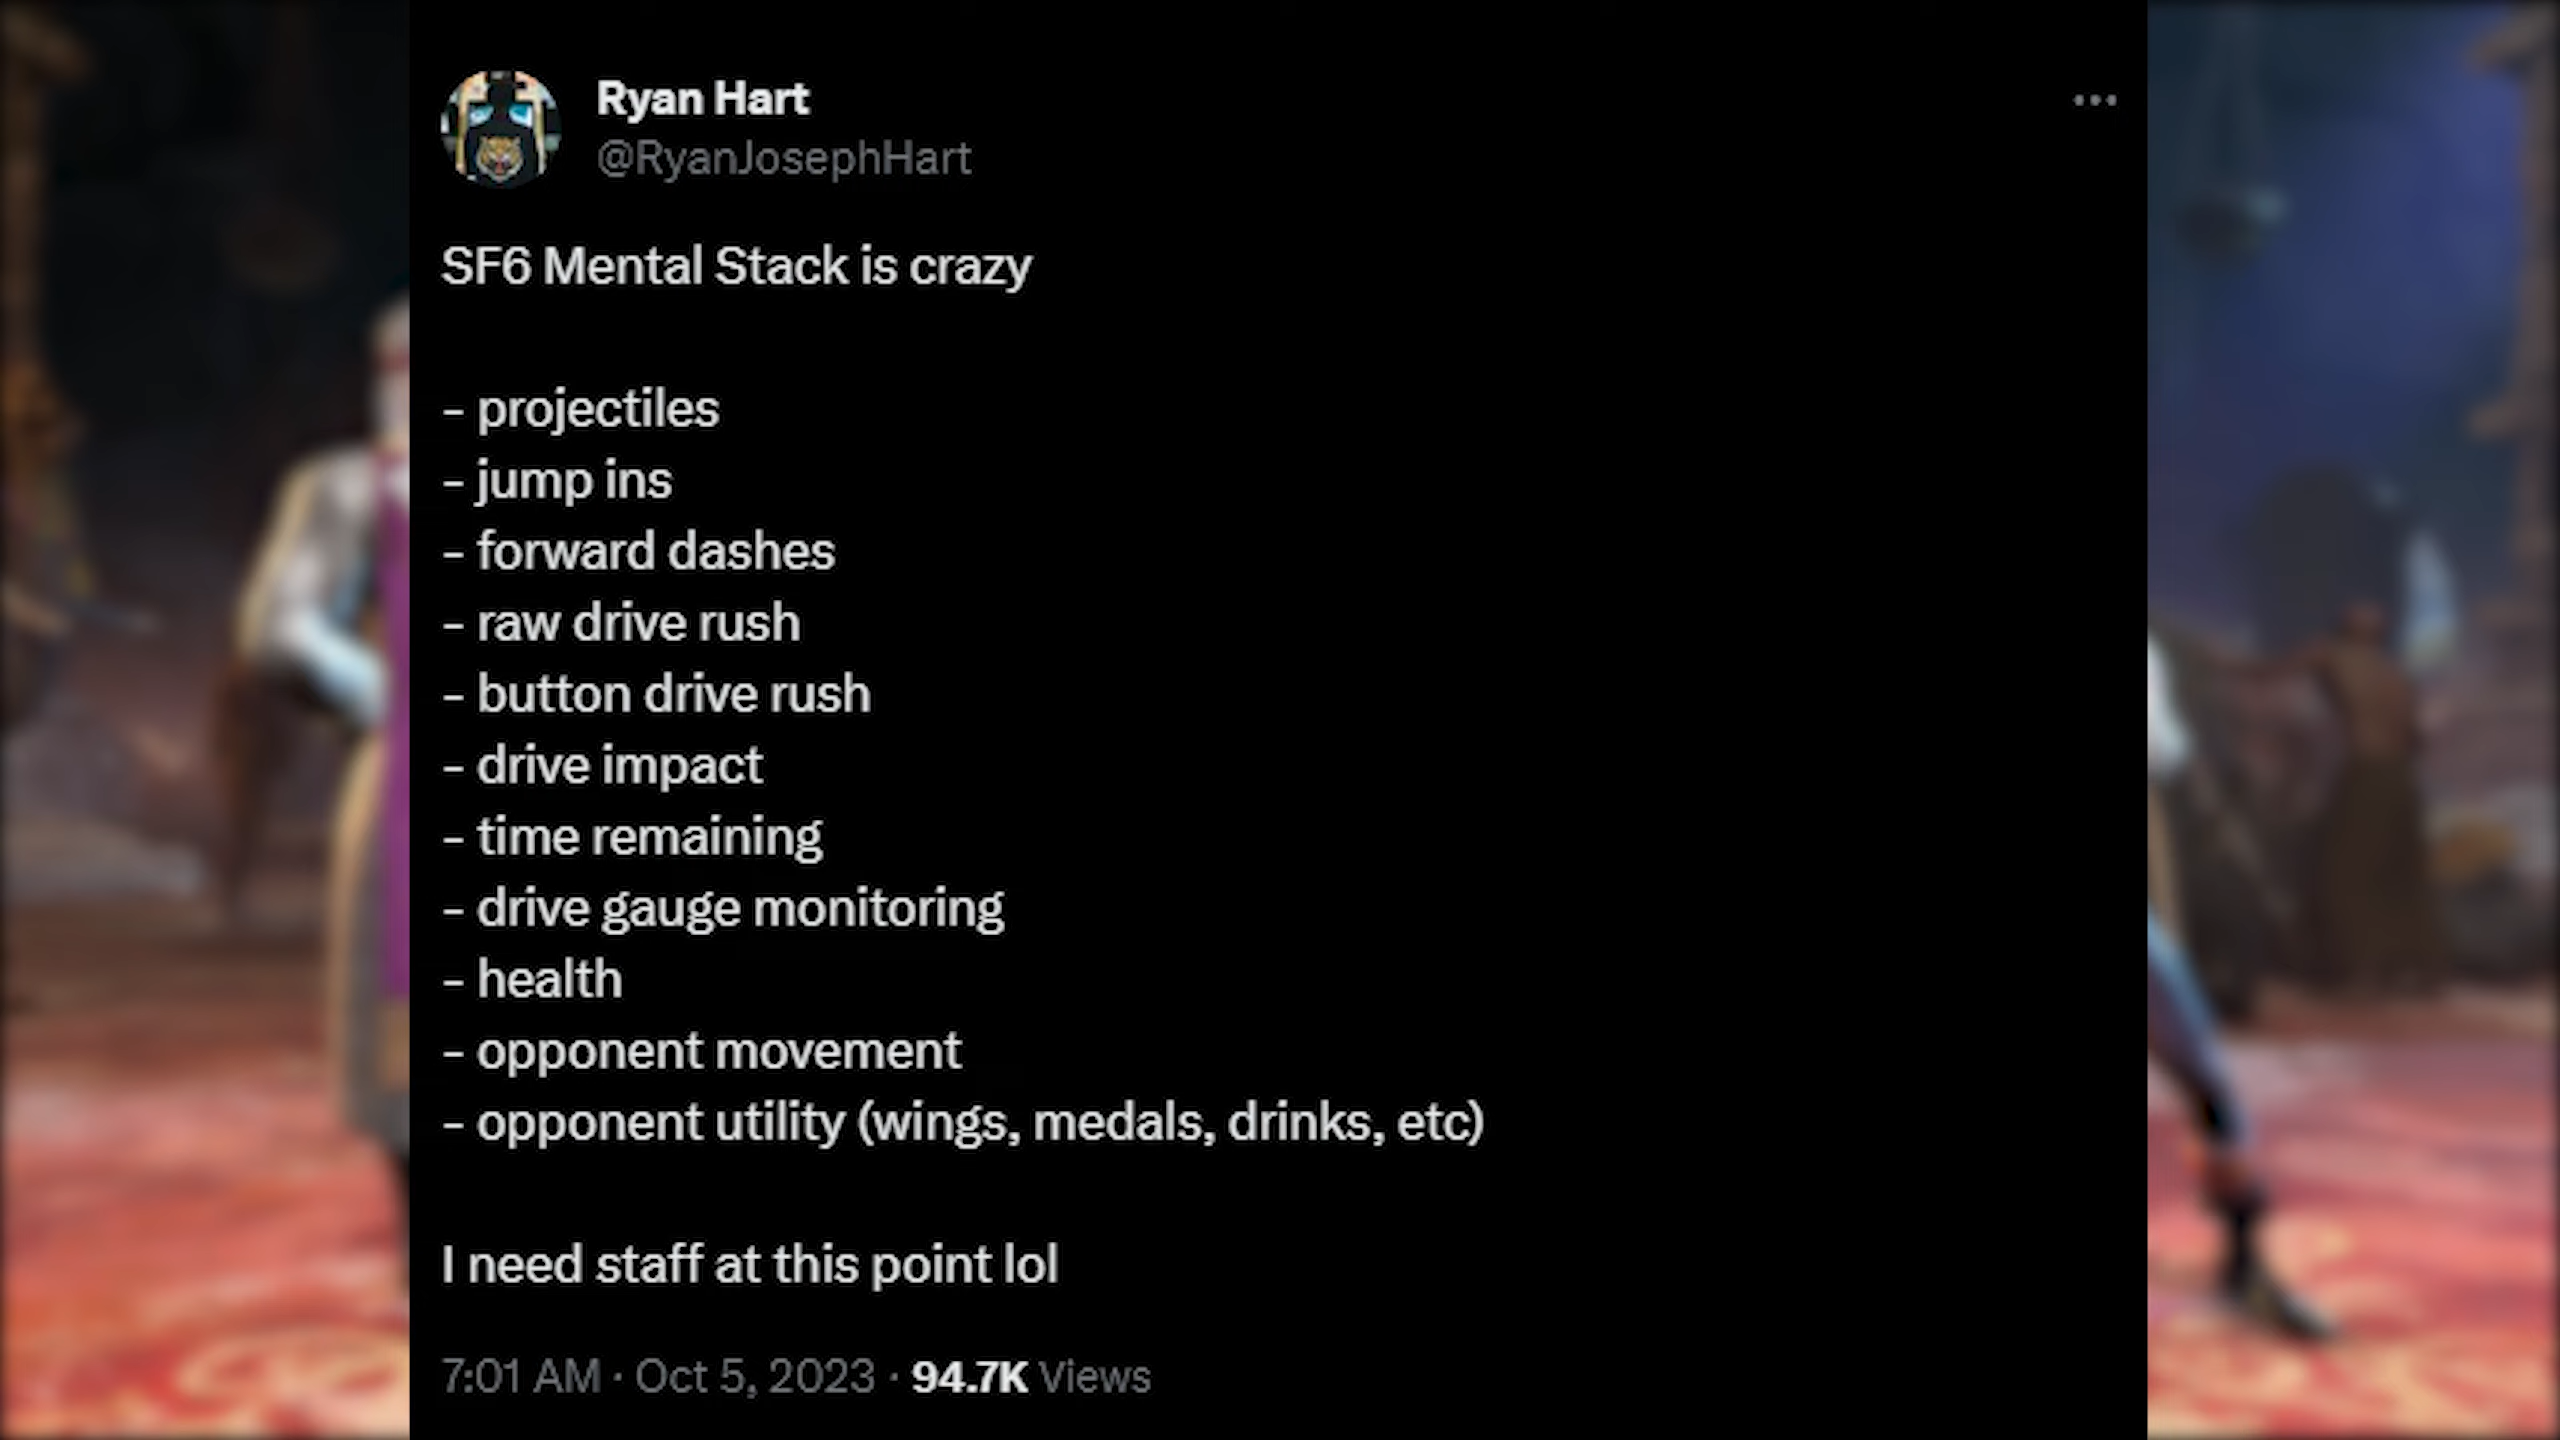 Ryan Hart
@RyanJosephHart
SF6 Mental Stack is crazy
- projectiles
- jump ins
- forward dashes
- raw drive rush
- button drive rush
- drive impact
- time remaining
- drive gauge monitoring
- health
- opponent movement
- opponent utility (wings, medals, drinks, etc)
I need staff at this point lol
7:01 AM · Oct 5, 2023 · 94.7K Views